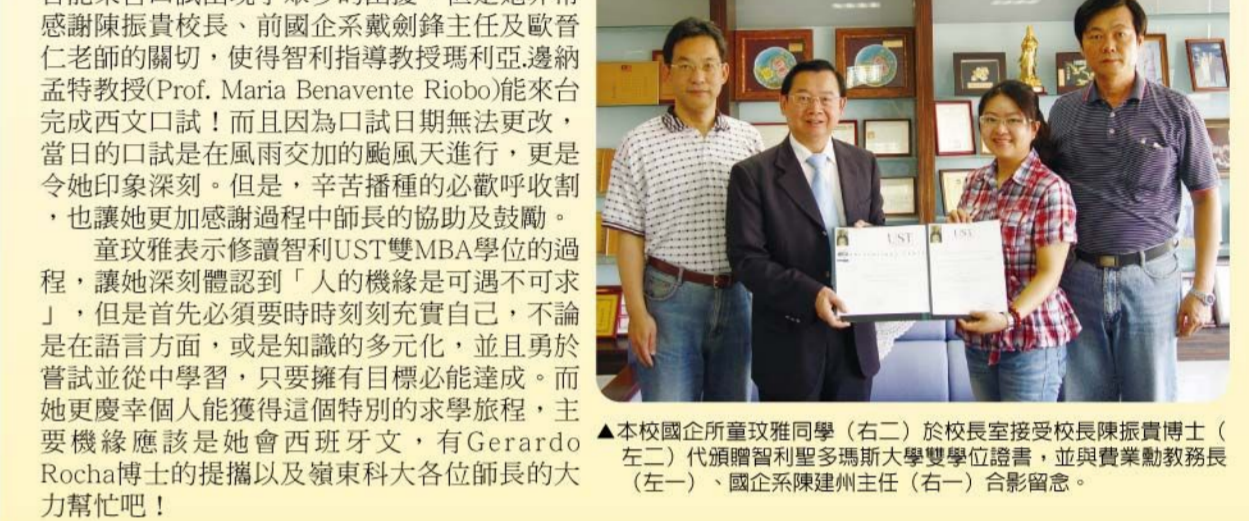 感謝陳振貴校長、前國企系戴劍鋒主任及歐晉
仁老師的關切，使得智利指導教授瑪利亞.邊納
孟特教授(Prof. Maria Benavente Riobo)能來台
完成西文口試！而且因為口試日期無法更改，
當日的口試是在風雨交加的颱風天進行，更是
令她印象深刻。但是，辛苦播種的必歡呼收割
，也讓她更加感謝過程中師長的協助及鼓勵。
童玟雅表示修讀智利UST雙MBA學位的過
程，讓她深刻體認到「人的機緣是可遇不可求
」，但是首先必須要時時刻刻充實自己，不論
是在語言方面，或是知識的多元化，並且勇於
嘗試並從中學習，只要擁有目標必能達成。而
她更慶幸個人能獲得這個特別的求學旅程，主
要機緣應該是她會西班牙文，有Gerardo
Rocha博士的提攜以及嶺東科大各位師長的大
力幫忙吧！
UST
UST
▲本校國企所童玟雅同學（右二）於校長室接受校長陳振貴博士（
左二）代頒贈智利聖多瑪斯大學雙學位證書，並與費業勳教務長
（左一）、國企系陳建州主任（右一）合影留念。